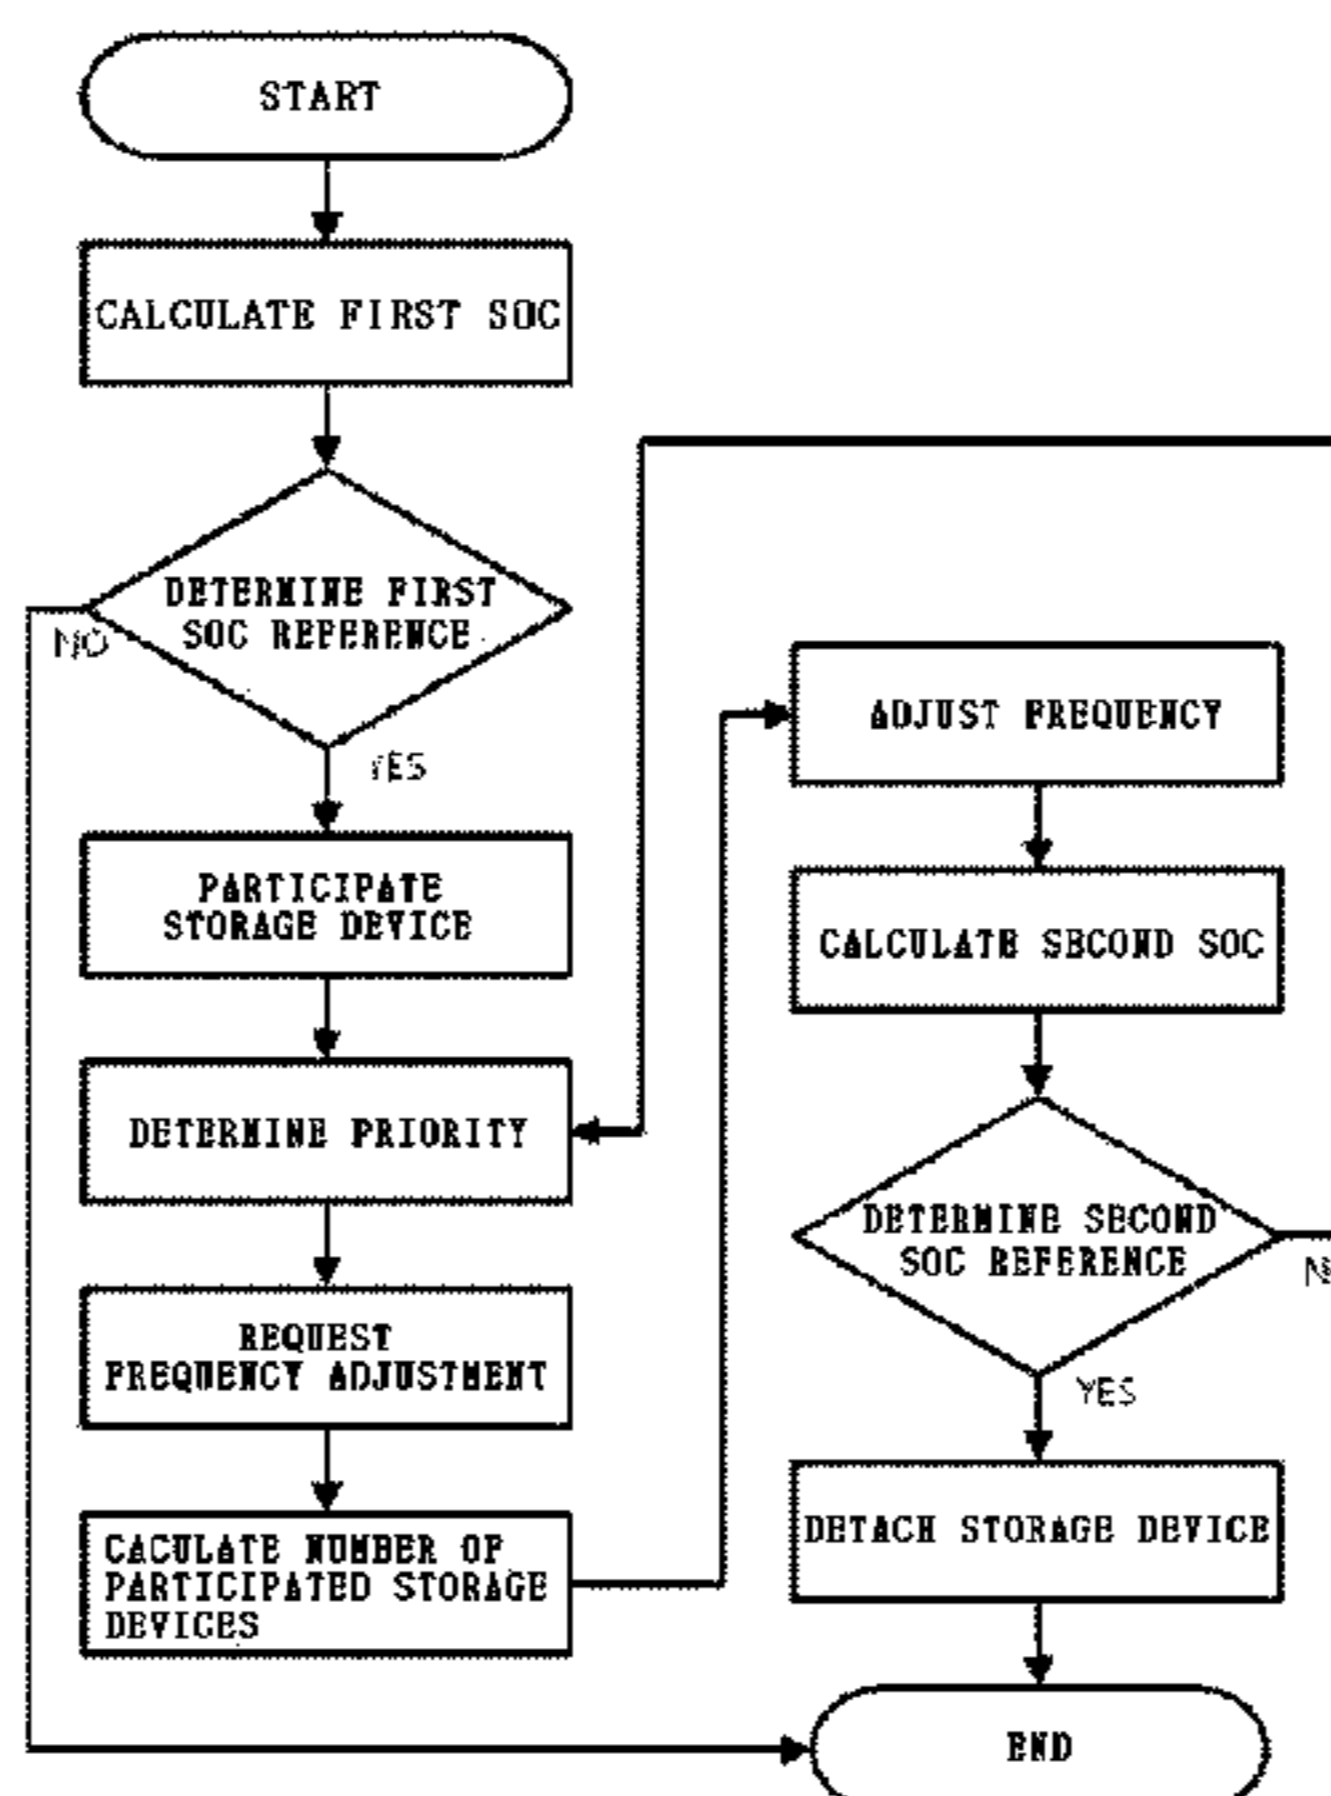 START
CALCULATE FIRST SOC
DETERMINE FIRST
SOC REFERENCE
NO
YES
PARTICIPATE
STORAGE DEVICE
DETERMINE PRIORITY
REQUEST
FREQUENCY ADJUSTMENT
CACULATE NUMBER OF
PARTICIPATED STORAGE
DEVICES
ADJUST FREQUENCY
CALCULATE SECOND SOC
DETERMINE SECOND
SOC REFERENCE
YES
DETACH STORAGE DEVICE
END